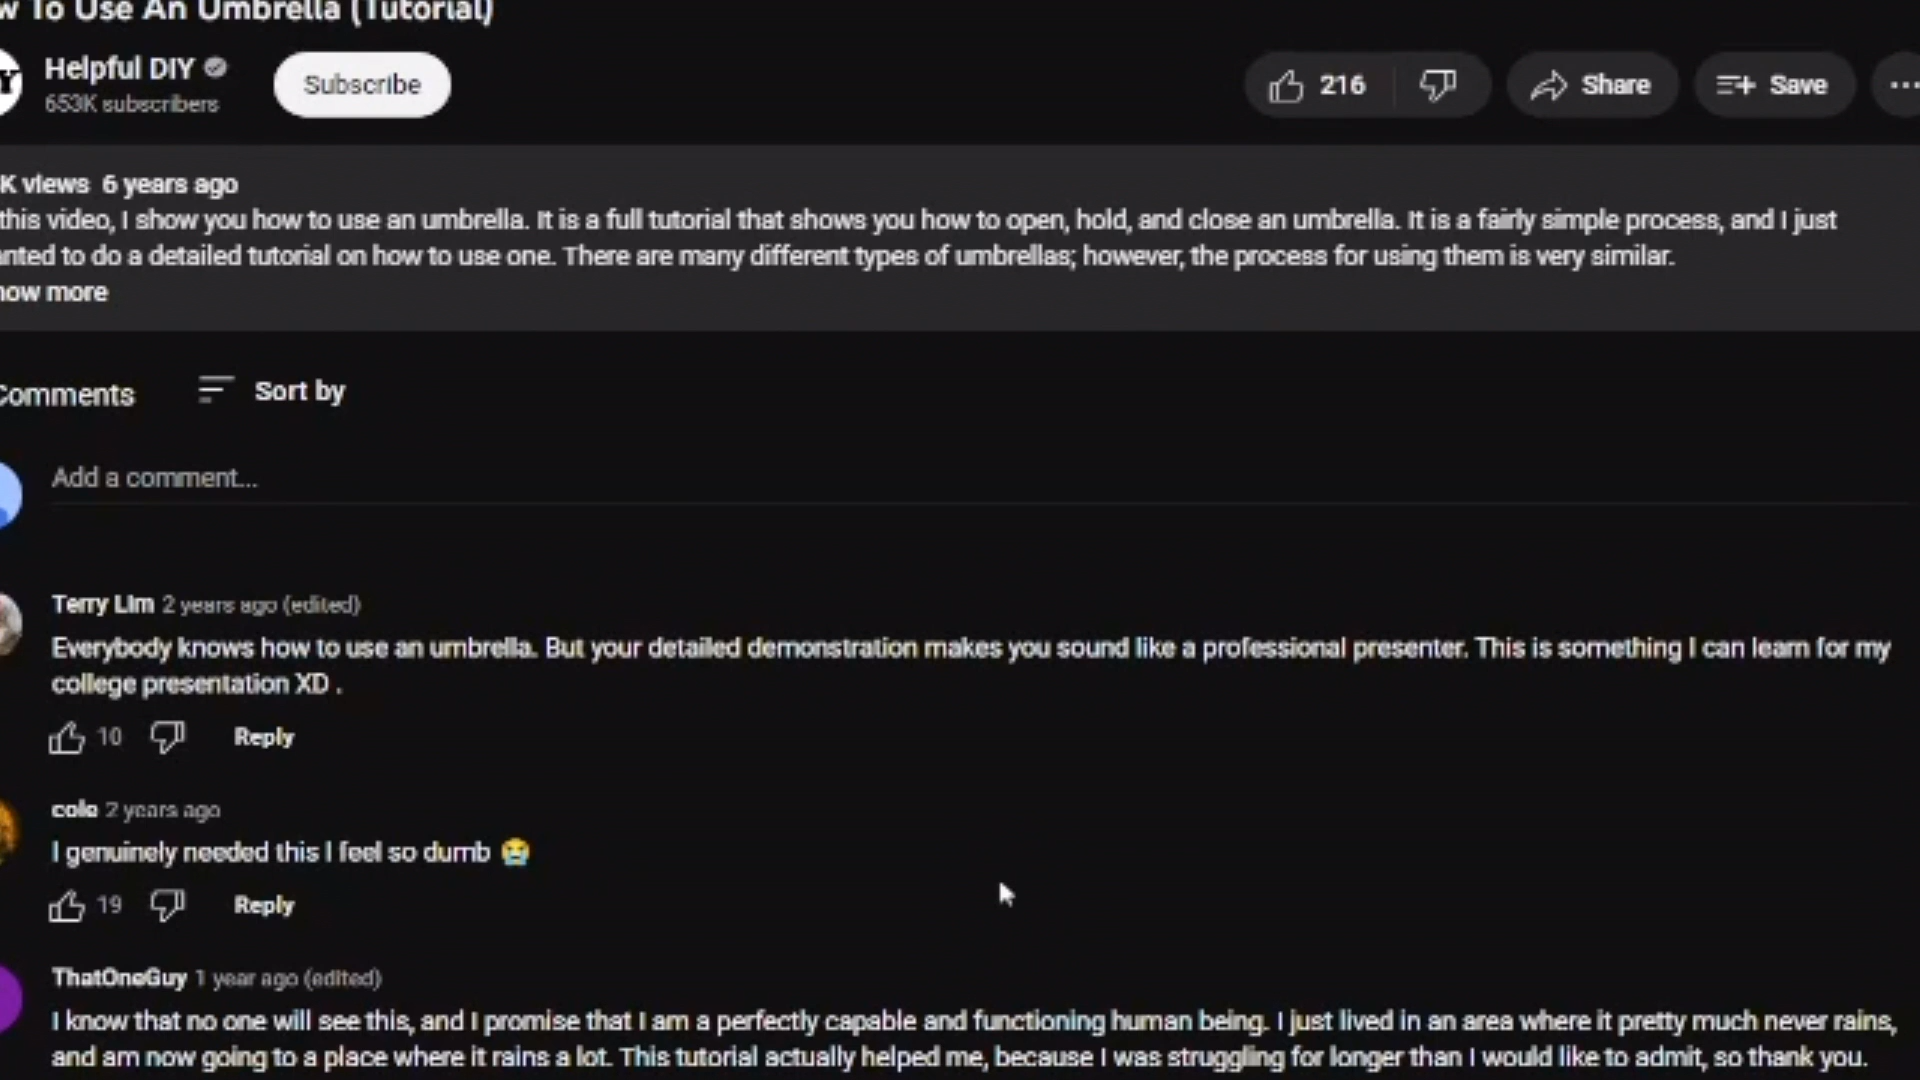 To Use An Umbrella (Tutorial)
Helpful DIY
653K subscribers
Subscribe
216
Share
Save
K views 6 years ago
this video, I show you how to use an umbrella. It is a full tutorial that shows you how to open, hold, and close an umbrella. It is a fairly simple process, and I just
nted to do a detailed tutorial on how to use one. There are many different types of umbrellas; however, the process for using them is very similar.
ow more
Comments
Sort by
Add a comment...
Terry Lim 2 years ago (edited)
Everybody knows how to use an umbrella. But your detailed demonstration makes you sound like a professional presenter. This is something I can learn for my
college presentation XD .
10
Reply
cole 2 years ago
I genuinely needed this I feel so dumb 😭
19
Reply
ThatOneGuy 1 year ago (edited)
I know that no one will see this, and I promise that I am a perfectly capable and functioning human being. I just lived in an area where it pretty much never rains,
and am now going to a place where it rains a lot. This tutorial actually helped me, because I was struggling for longer than I would like to admit, so thank you.